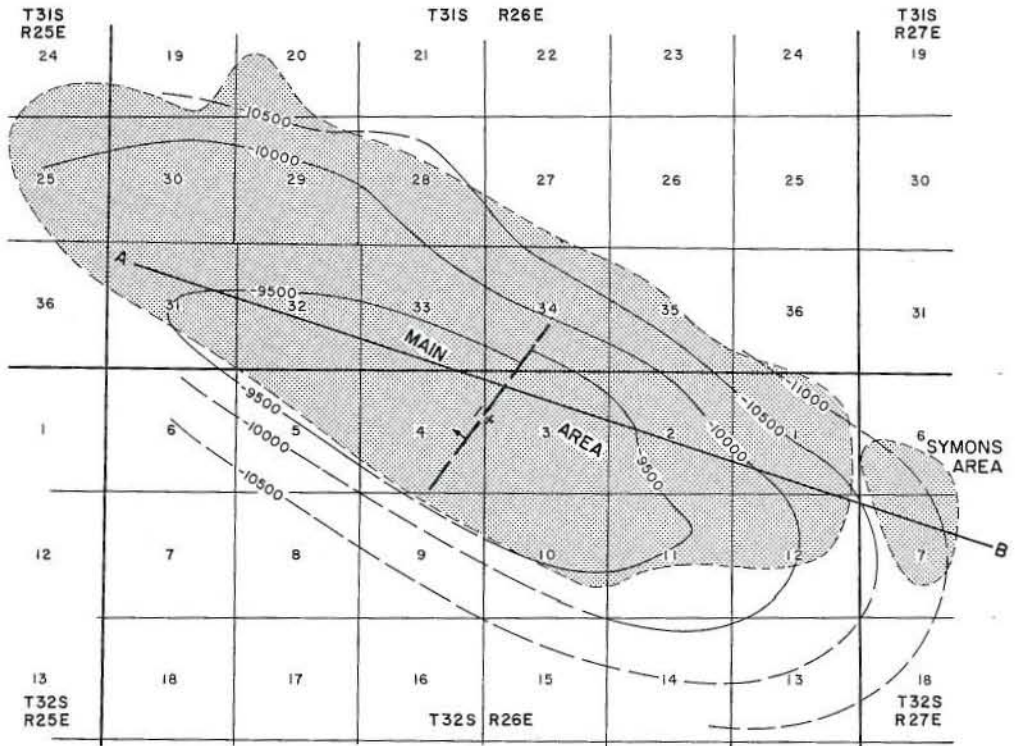 T31S
R25E
T31S R26E
T31S
R27E
24 19 20 21 22 23 24 19
-10500
-10000
25 30 29 28 27 26 25 30
A
-9500
36 31 32 33 34 35 36 31
MAIN
-11000
-9500
-10000
-10500
1 6 5 4 3 2 1 6
AREA
-10500
-10000
-9500
SYMONS
AREA
12 7 8 9 10 11 12 7
B
13 18 17 16 15 14 13 18
T32S
R25E
T32S R26E
T32S
R27E